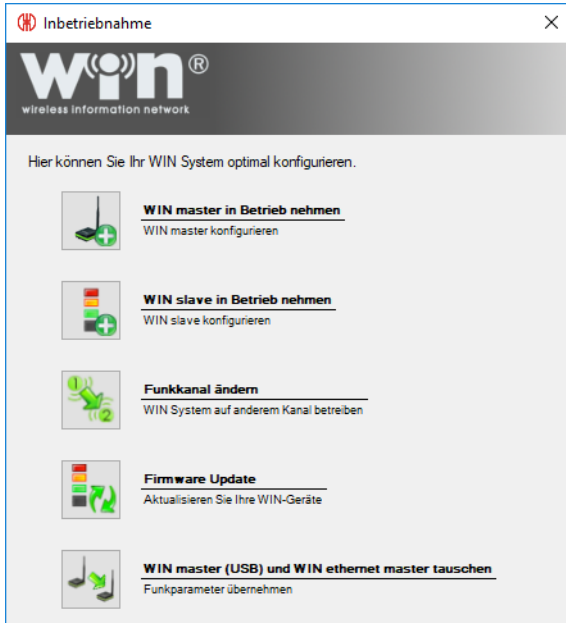 Inbetriebnahme
win®
wireless information network
Hier können Sie Ihr WIN System optimal konfigurieren.
WIN master in Betrieb nehmen
WIN master konfigurieren
WIN slave in Betrieb nehmen
WIN slave konfigurieren
1
2
Funkkanal ändern
WIN System auf anderem Kanal betreiben
Firmware Update
Aktualisieren Sie Ihre WIN-Geräte
WIN master (USB) und WIN ethernet master tauschen
Funkparameter übernehmen